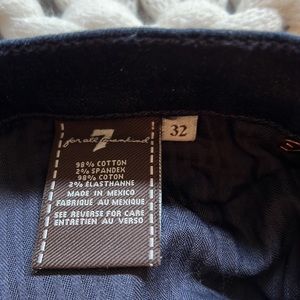 7
for all mankind
32
98% COTTON
2% SPANDEX
98% COTON
2% ÉLASTHANNE
MADE IN MEXICO
FABRIQUÉ AU MEXIQUE
SEE REVERSE FOR CARE
ENTRETIEN AU VERSO